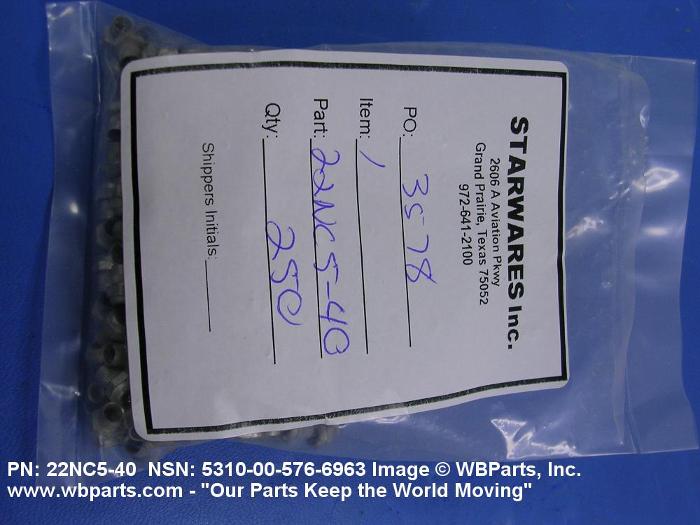 STARWARES Inc.
2606 A Aviation Pkwy
Grand Prairie, Texas 75052
972-641-2100
PO: 3578
Item: 1
Part: 22NC5-40
Qty: 250
Shippers Initials:
PN: 22NC5-40 NSN: 5310-00-576-6963 Image © WBParts, Inc.
www.wbparts.com - "Our Parts Keep the World Moving"